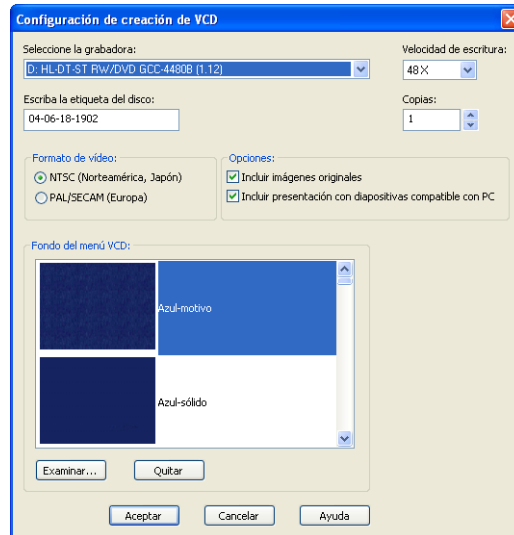 Configuración de creación de VCD
Seleccione la grabadora:
Velocidad de escritura:
D: HL-DT-ST RW/DVD GCC-4480B (1.12)
48X
Escriba la etiqueta del disco:
Copias:
04-06-18-1902
1
Formato de vídeo:
Opciones:
NTSC (Norteamérica, Japón)
Incluir imágenes originales
PAL/SECAM (Europa)
Incluir presentación con diapositivas compatible con PC
Fondo del menú VCD:
Azul-motivo
Azul-sólido
Examinar...
Quitar
Aceptar
Cancelar
Ayuda